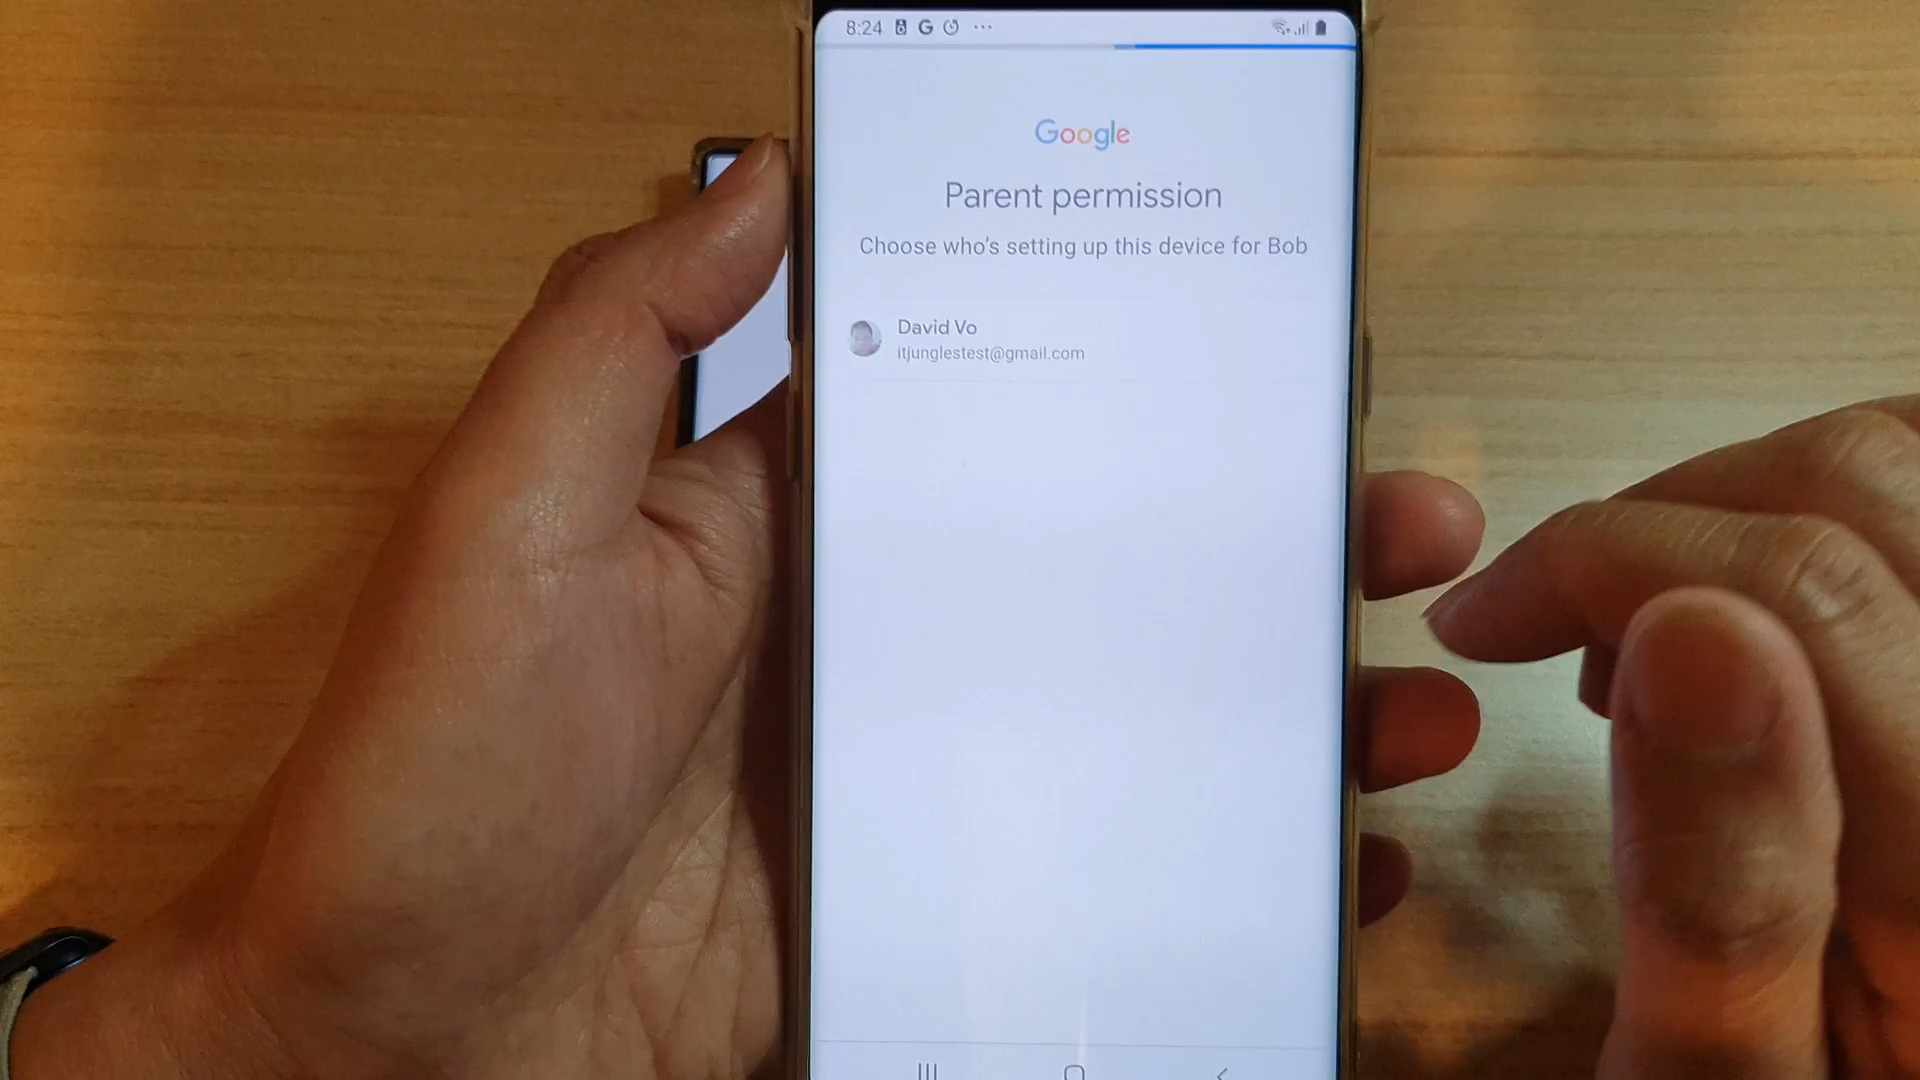 8:24
Google
Parent permission
Choose who's setting up this device for Bob
David Vo
itjunglestest@gmail.com